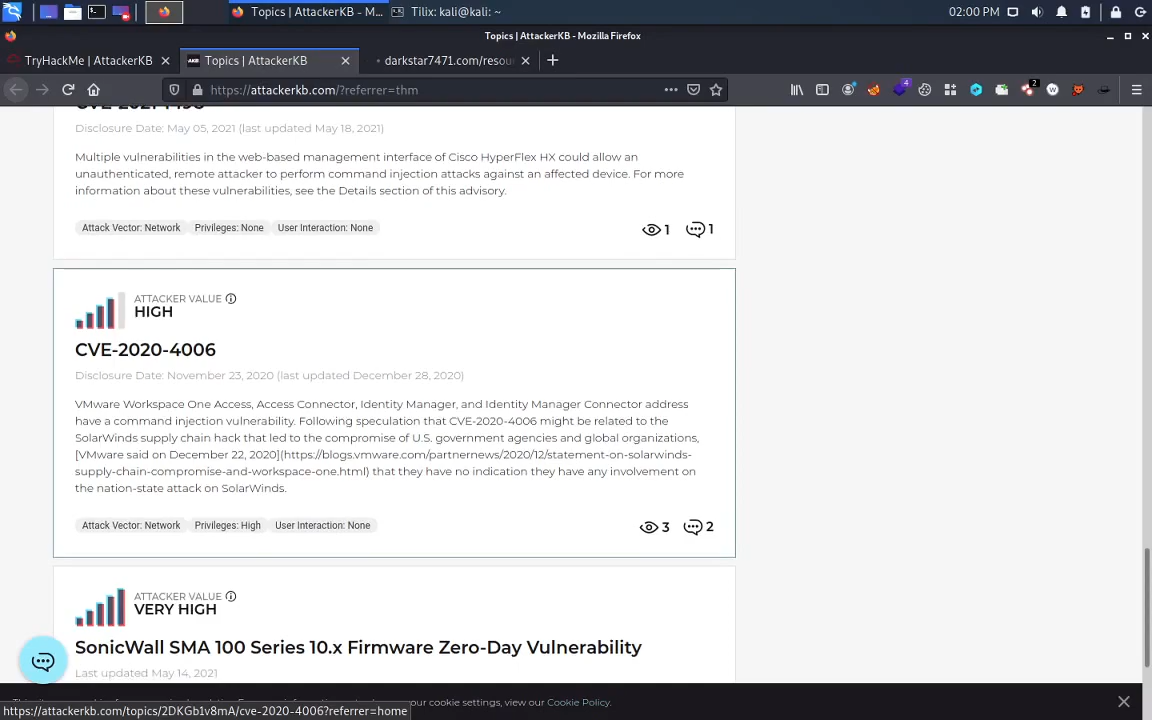 Topics | AttackerKB - M...
Tilix: kali@kali: ~
02:00 PM
Topics | AttackerKB - Mozilla Firefox
TryHackMe | AttackerKB
AKB
Topics | AttackerKB
darkstar7471.com/resou
https://attackerkb.com/?referrer=thm
4
2
Disclosure Date: May 05, 2021 (last updated May 18, 2021)
Multiple vulnerabilities in the web-based management interface of Cisco HyperFlex HX could allow an
unauthenticated, remote attacker to perform command injection attacks against an affected device. For more
information about these vulnerabilities, see the Details section of this advisory.
Attack Vector: Network
Privileges: None
User Interaction: None
1
1
ATTACKER VALUE
HIGH
CVE-2020-4006
Disclosure Date: November 23, 2020 (last updated December 28, 2020)
VMware Workspace One Access, Access Connector, Identity Manager, and Identity Manager Connector address
have a command injection vulnerability. Following speculation that CVE-2020-4006 might be related to the
SolarWinds supply chain hack that led to the compromise of U.S. government agencies and global organizations,
[VMware said on December 22, 2020](https://blogs.vmware.com/partnernews/2020/12/statement-on-solarwinds-
supply-chain-compromise-and-workspace-one.html) that they have no indication they have any involvement on
the nation-state attack on SolarWinds.
Attack Vector: Network
Privileges: High
User Interaction: None
3
2
ATTACKER VALUE
VERY HIGH
SonicWall SMA 100 Series 10.x Firmware Zero-Day Vulnerability
Last updated May 14, 2021
our cookie settings, view our Cookie Policy.
https://attackerkb.com/topics/2DKGb1v8mA/cve-2020-4006?referrer=home